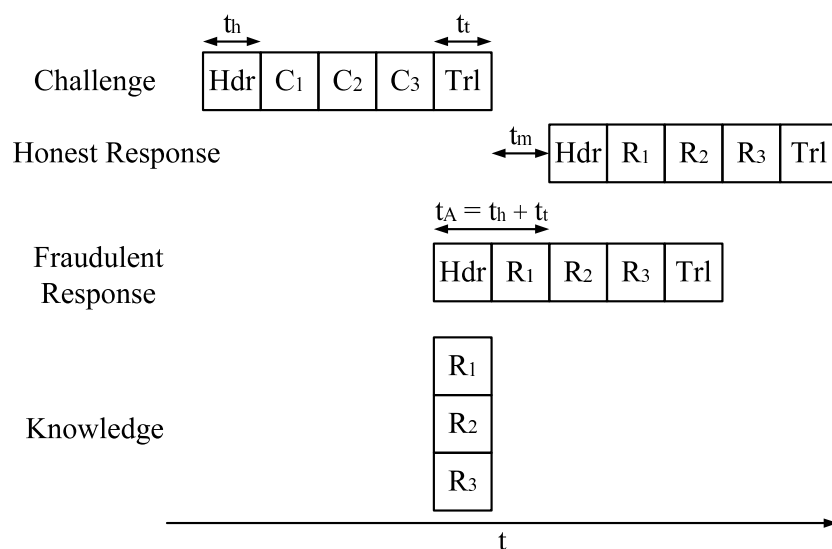 th tt
Challenge Hdr C1 C2 C3 Trl
tm
Honest Response Hdr R1 R2 R3 Trl
tA = th + tt
Fraudulent
Response
Hdr R1 R2 R3 Trl
Knowledge
R1
R2
R3
t